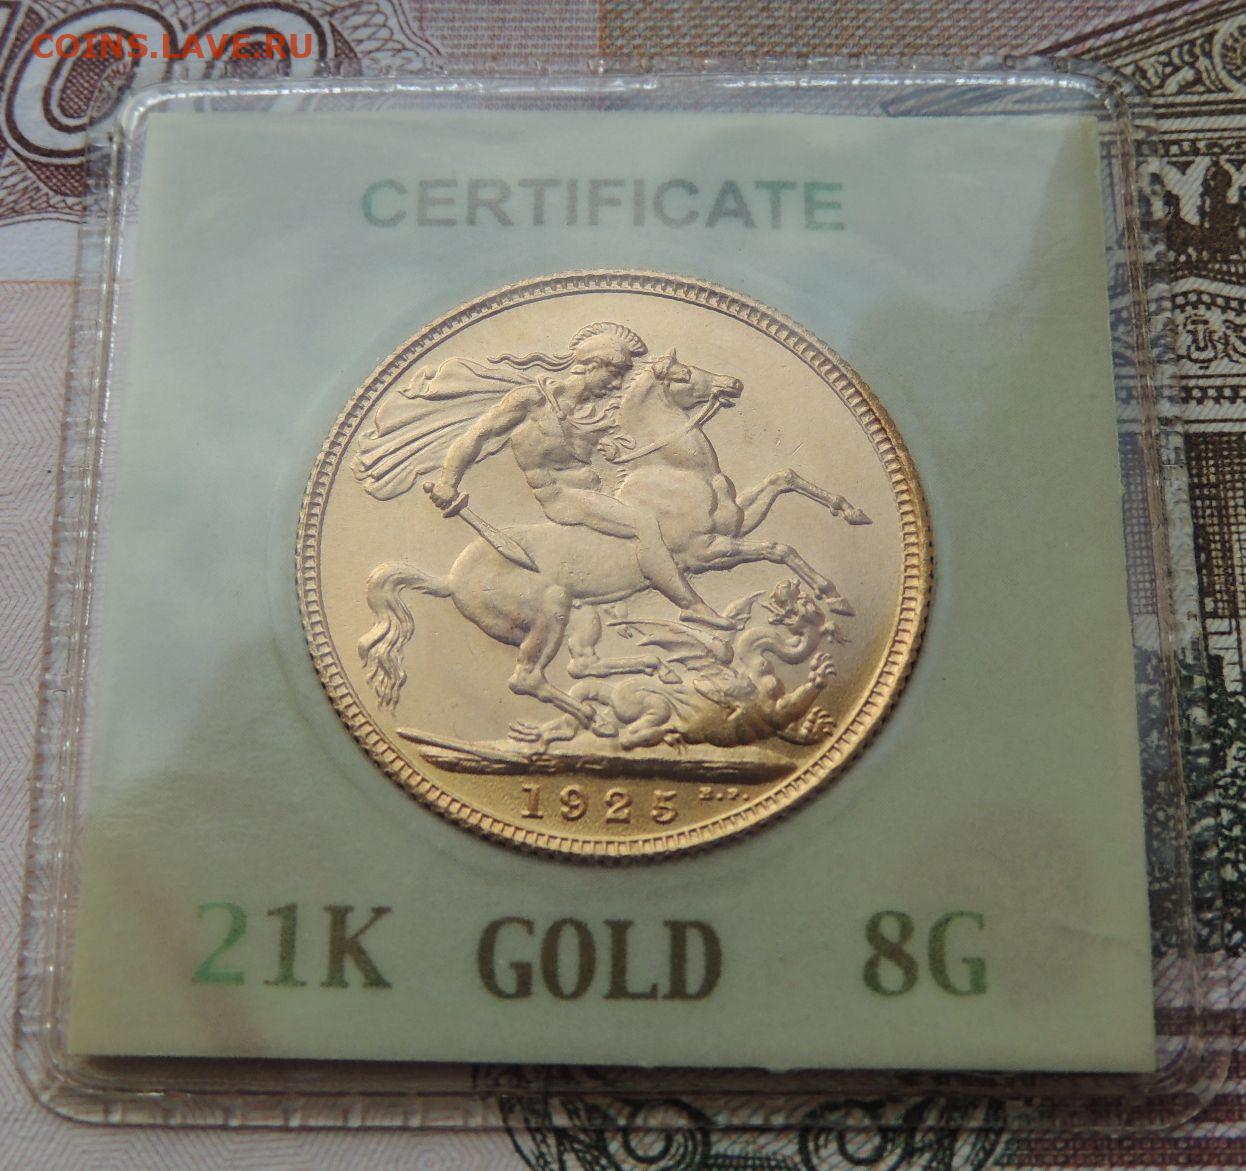 COINS.LAVE.RU
CERTIFICATE
1925 B.P.
21K GOLD 8G